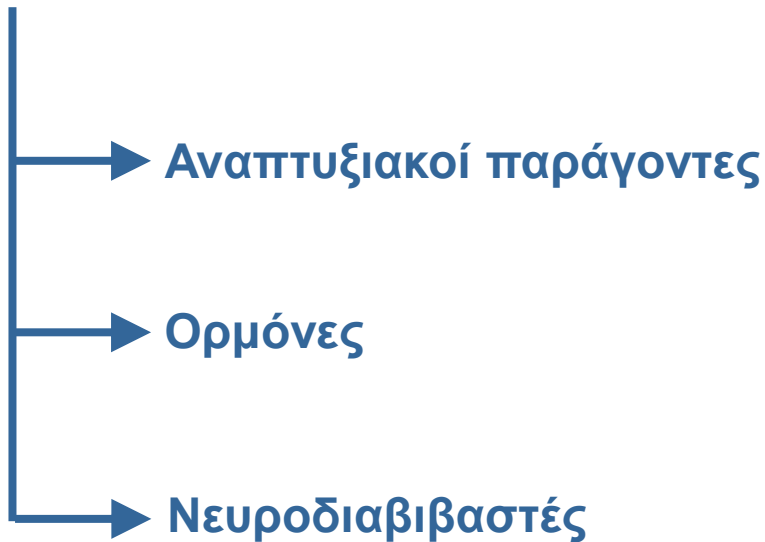 Αναπτυξιακοί παράγοντες
Ορμόνες
Νευροδιαβιβαστές